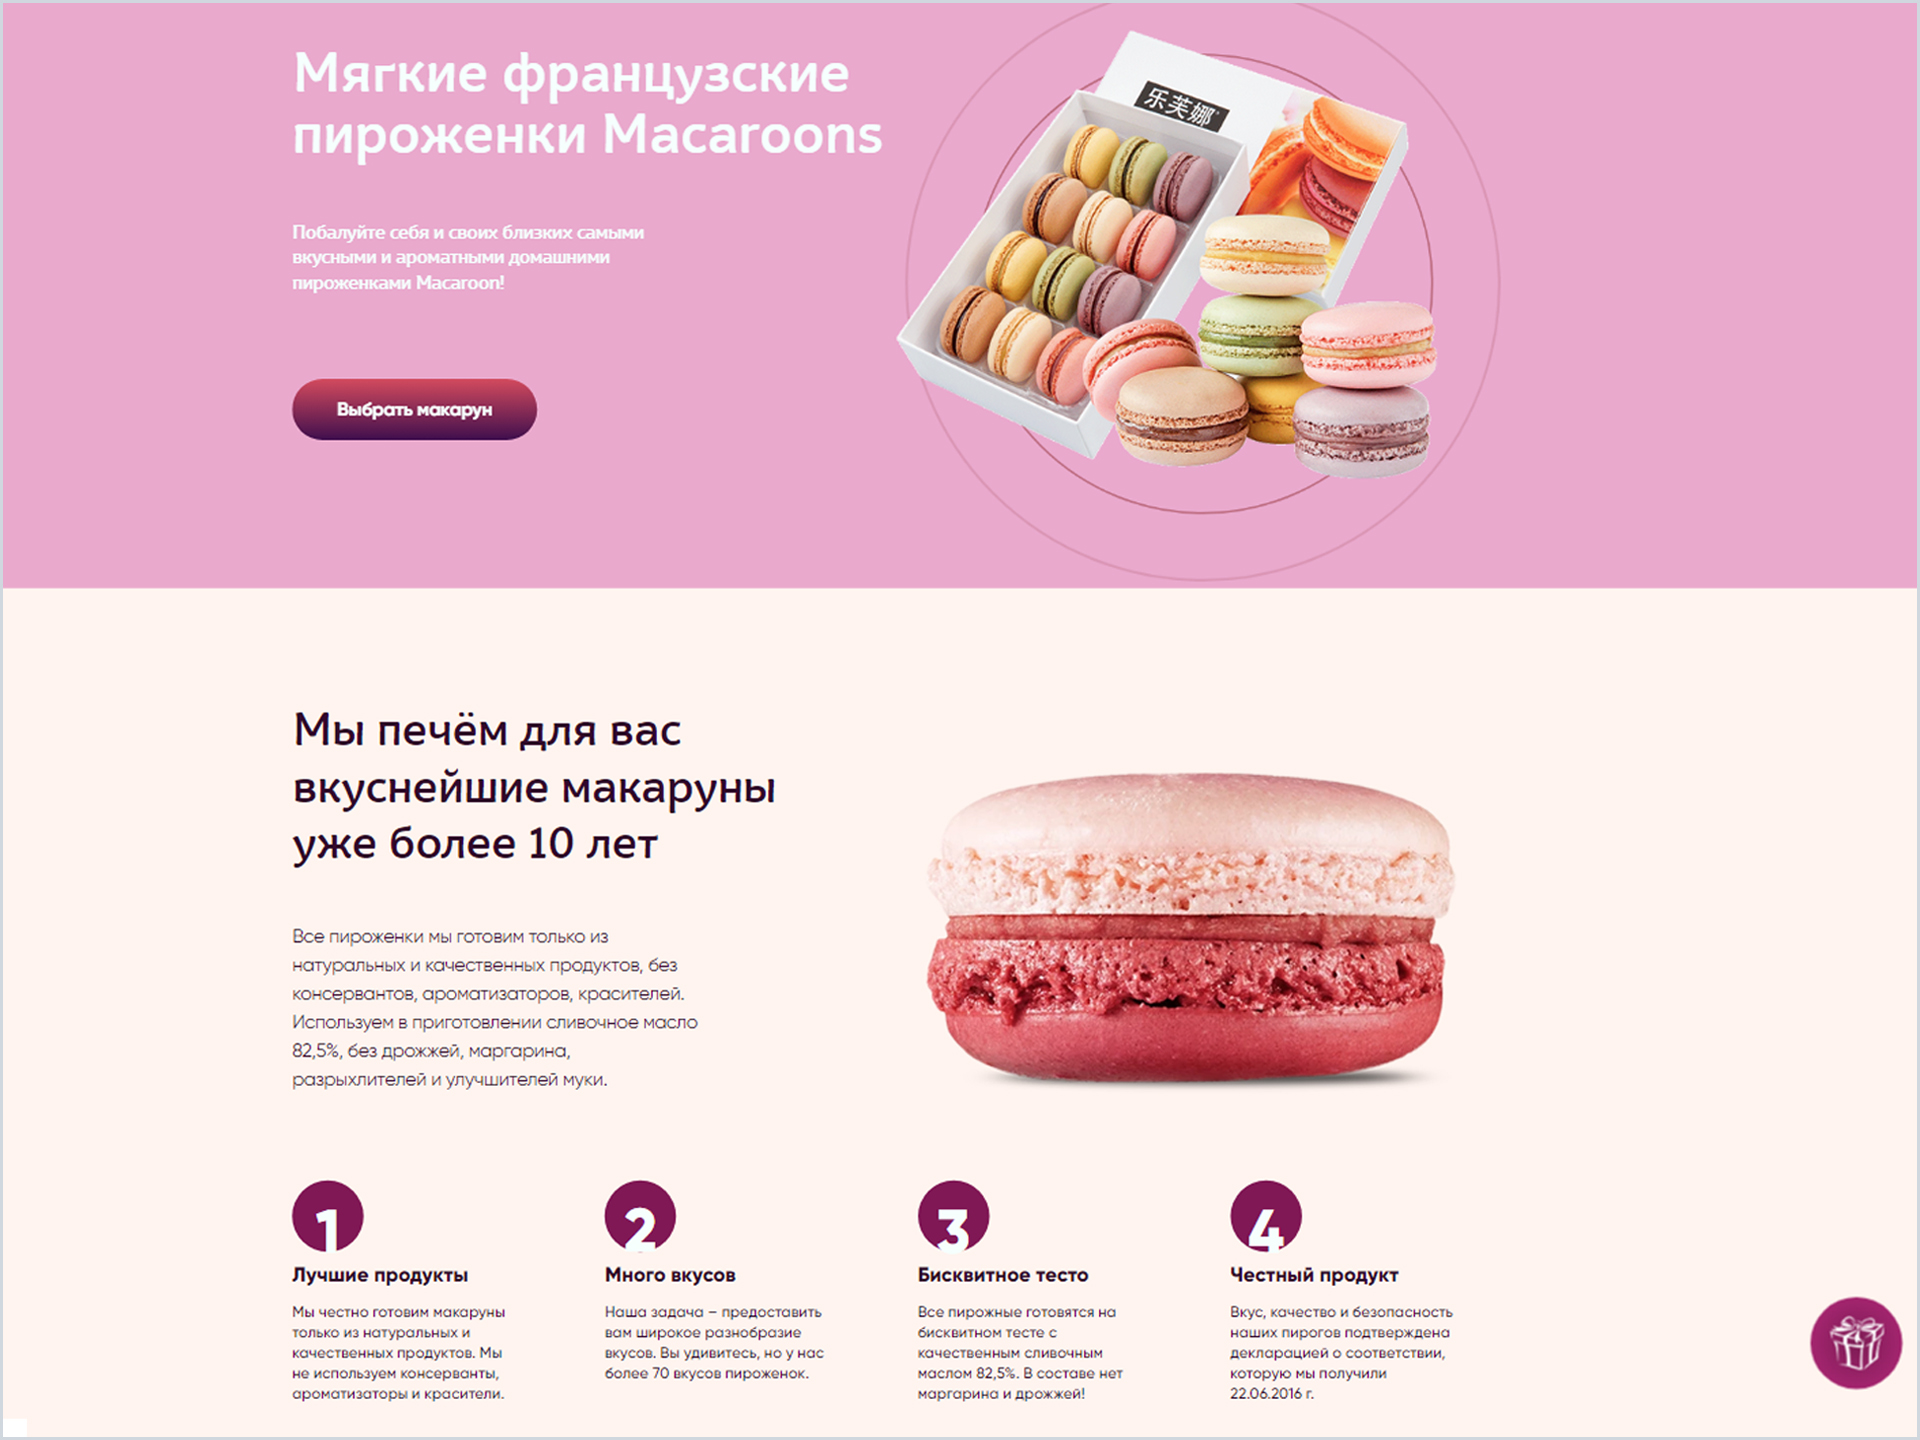 Мягкие французские
пироженки Macaroons
乐芙娜
Побалуйте себя и своих близких самыми
вкусными и ароматными домашними
пироженками Macaroon!
Выбрать макарун
Мы печём для вас
вкуснейшие макаруны
уже более 10 лет
Все пироженки мы готовим только из
натуральных и качественных продуктов, без
консервантов, ароматизаторов, красителей.
Используем в приготовлении сливочное масло
82,5%, без дрожжей, маргарина,
разрыхлителей и улучшителей муки.
1
Лучшие продукты
Мы честно готовим макаруны
только из натуральных и
качественных продуктов. Мы
не используем консерванты,
ароматизаторы и красители.
2
Много вкусов
Наша задача – предоставить
вам широкое разнобразие
вкусов. Вы удивитесь, но у нас
более 70 вкусов пироженок.
3
Бисквитное тесто
Все пирожные готовятся на
бисквитном тесте с
качественным сливочным
маслом 82,5%. В составе нет
маргарина и дрожжей!
4
Честный продукт
Вкус, качество и безопасность
наших пирогов подтверждена
декларацией о соответствии,
которую мы получили
22.06.2016 г.